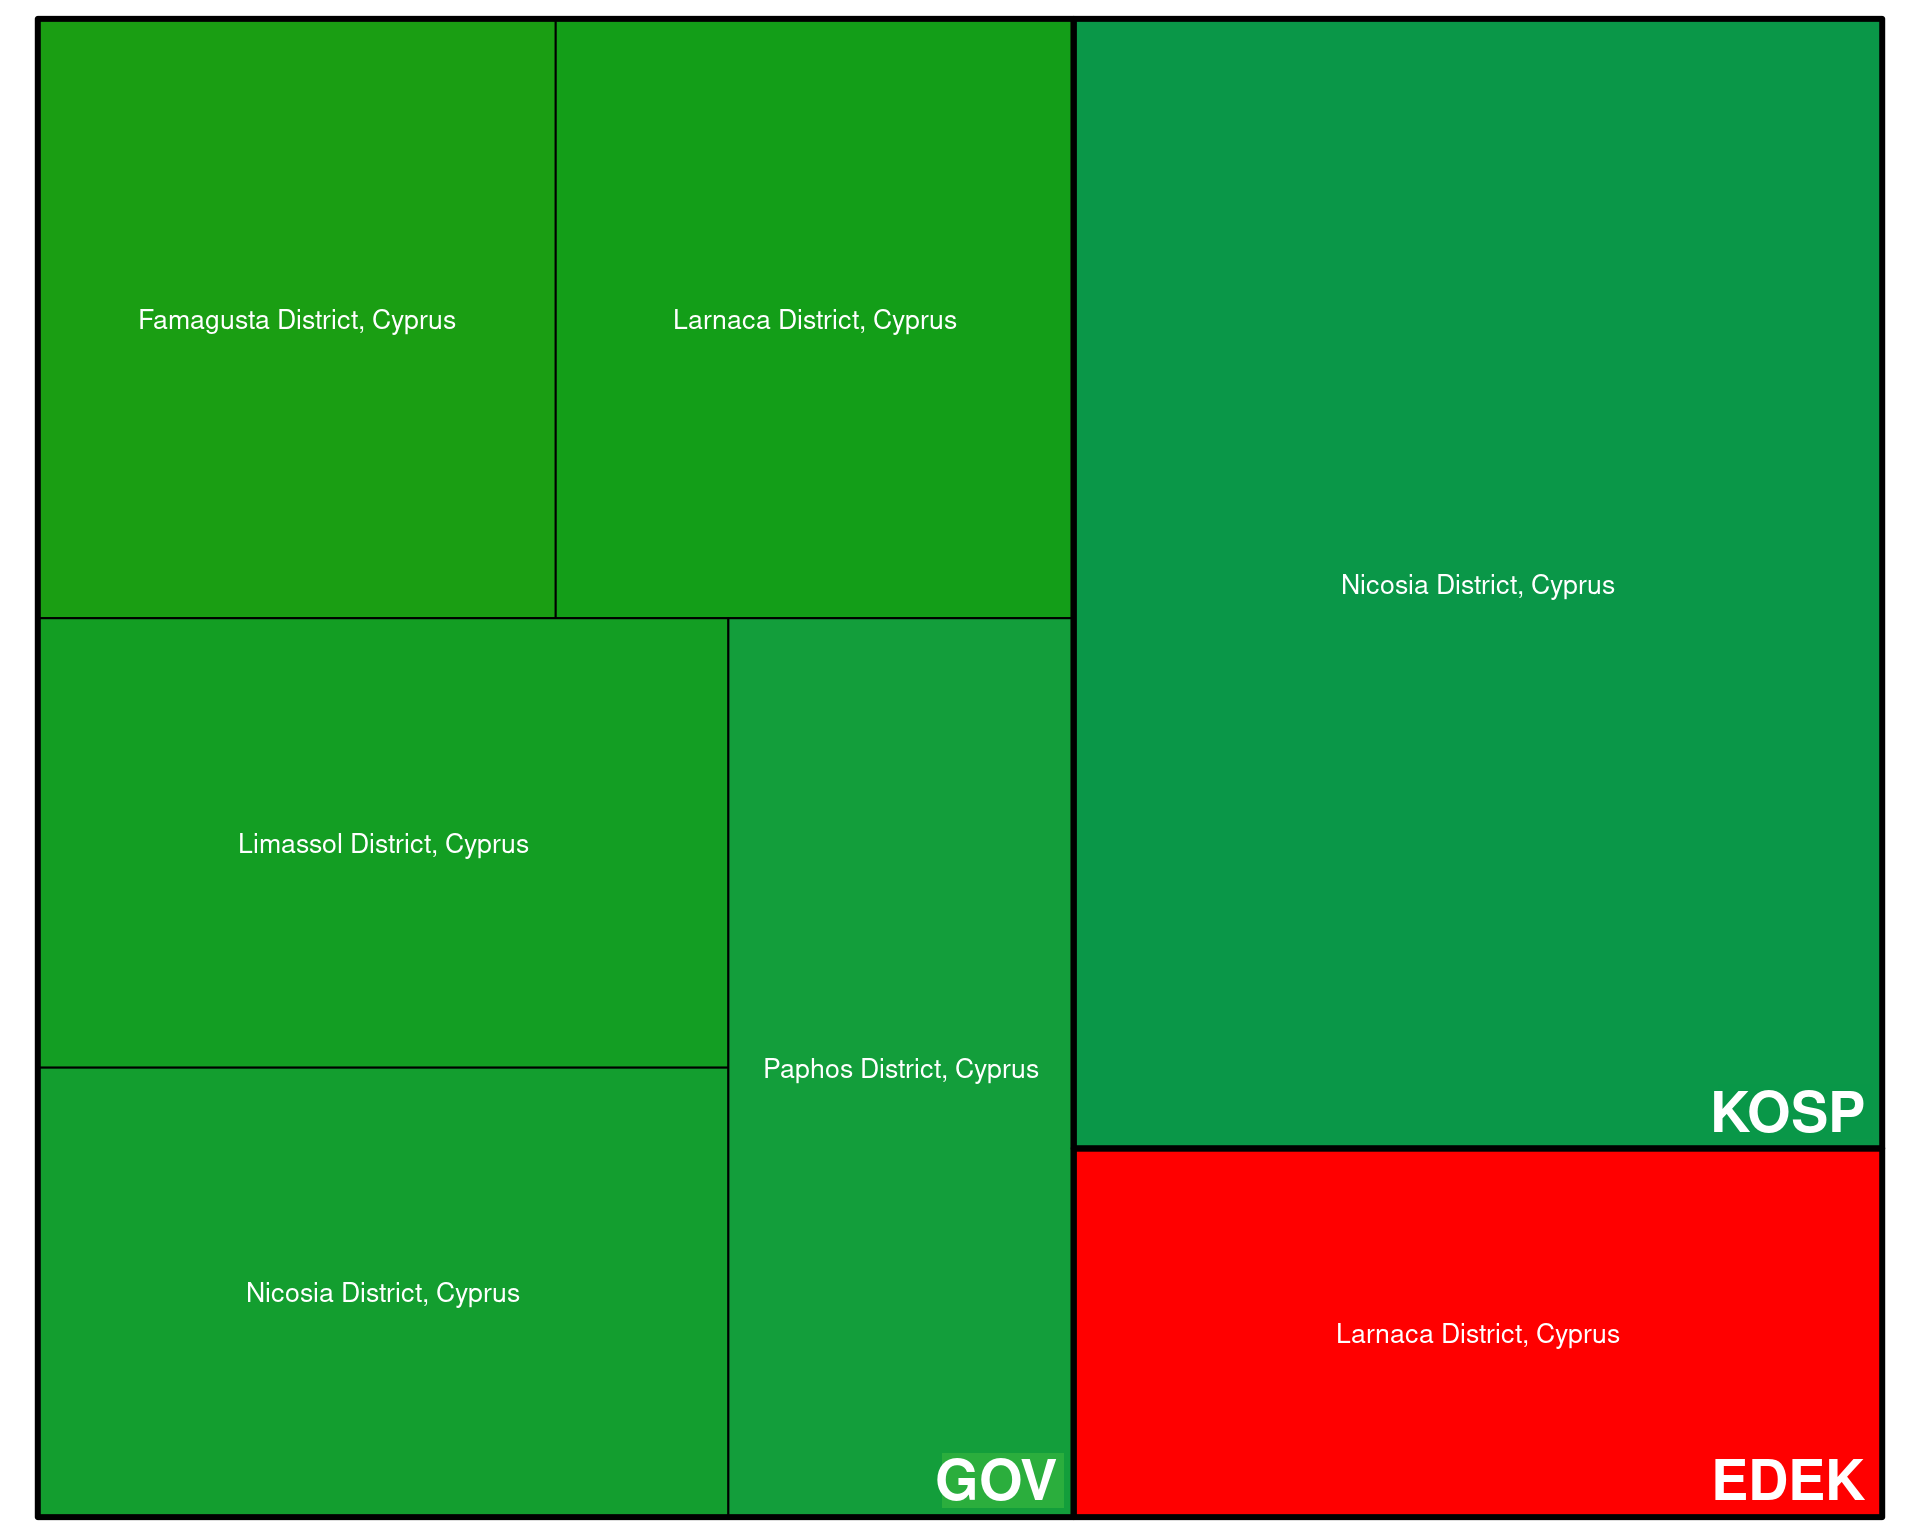 Famagusta District, Cyprus
Larnaca District, Cyprus
Limassol District, Cyprus
Nicosia District, Cyprus
Paphos District, Cyprus
GOV
Nicosia District, Cyprus
KOSP
Larnaca District, Cyprus
EDEK